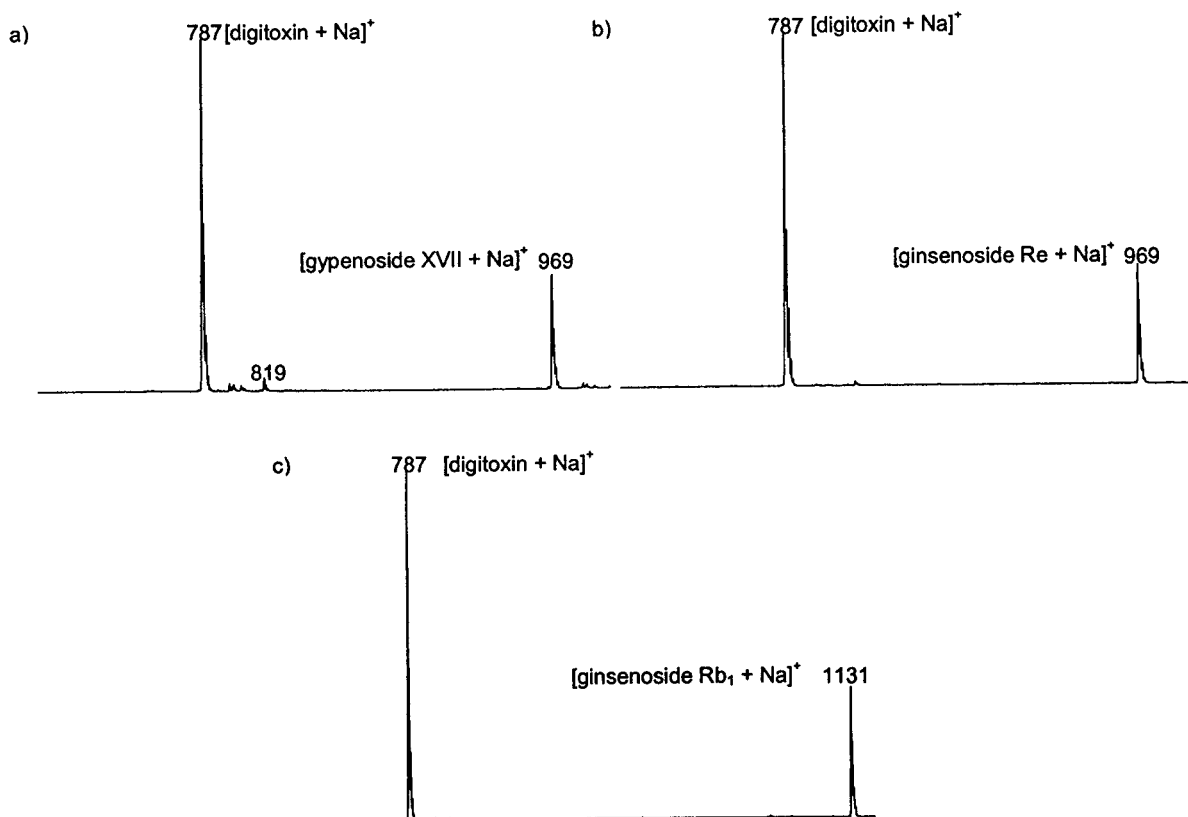 a) 787 [digitoxin + Na]⁺
[gypenoside XVII + Na]⁺ 969
819
b) 787 [digitoxin + Na]⁺
[ginsenoside Re + Na]⁺ 969
c) 787 [digitoxin + Na]⁺
[ginsenoside Rb₁ + Na]⁺ 1131